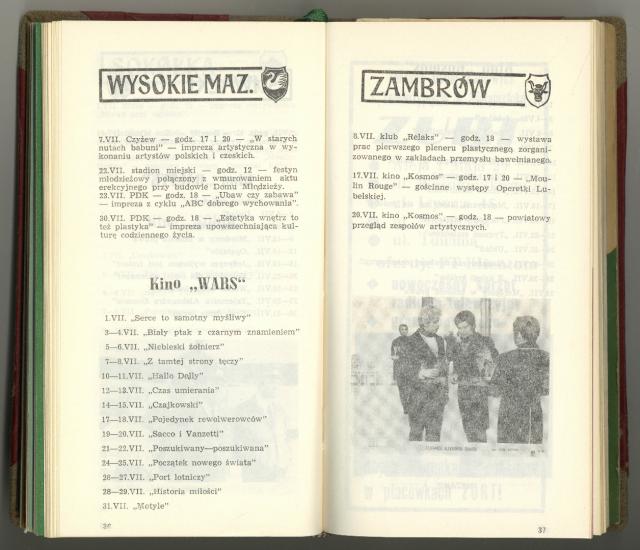 WYSOKIE MAZ.
7.VII. Czyżew — godz. 17 i 20 — „W starych
nutach babuni" — impreza artystyczna w wy-
konaniu artystów polskich i czeskich.
22.VII. stadion miejski — godz. 12 — festyn
młodzieżowy połączony z wmurowaniem aktu
erekcyjnego przy budowie Domu Młodzieży.
23.VII. PDK — godz. 18 — „Ubaw czy zabawa"
— impreza z cyklu „ABC dobrego wychowania".
30.VII. PDK — godz. 18 — „Estetyka wnętrz to
też plastyka" — impreza upowszechniająca kul-
turę codziennego życia.
Kino „WARS"
1.VII. „Serce to samotny myśliwy"
3—4.VII. „Biały ptak z czarnym znamieniem"
5—6.VII. „Niebieski żołnierz"
7—8.VII. „Z tamtej strony tęczy"
10—11.VII. „Hallo Dolly"
12—13.VII. „Czas umierania"
14—15.VII. „Czajkowski"
17—18.VII. „Pojedynek rewolwerowców"
19—20.VII. „Sacco i Vanzetti"
21—22.VII. „Poszukiwany—poszukiwana"
24—25.VII. „Początek nowego świata"
26—27.VII. „Port lotniczy"
28—29.VII. „Historia miłości"
31.VII. „Motyle"
36
ZAMBRÓW
8.VII. klub „Relaks" — godz. 18 — wystawa
prac pierwszego pleneru plastycznego zorgani-
zowanego w zakładach przemysłu bawełnianego.
17.VII. kino „Kosmos" — godz. 17 i 20 — „Mou-
lin Rouge" — gościnne występy Operetki Lu-
belskiej.
20.VII. kino „Kosmos" — godz. 18 — powiatowy
przegląd zespołów artystycznych.
37